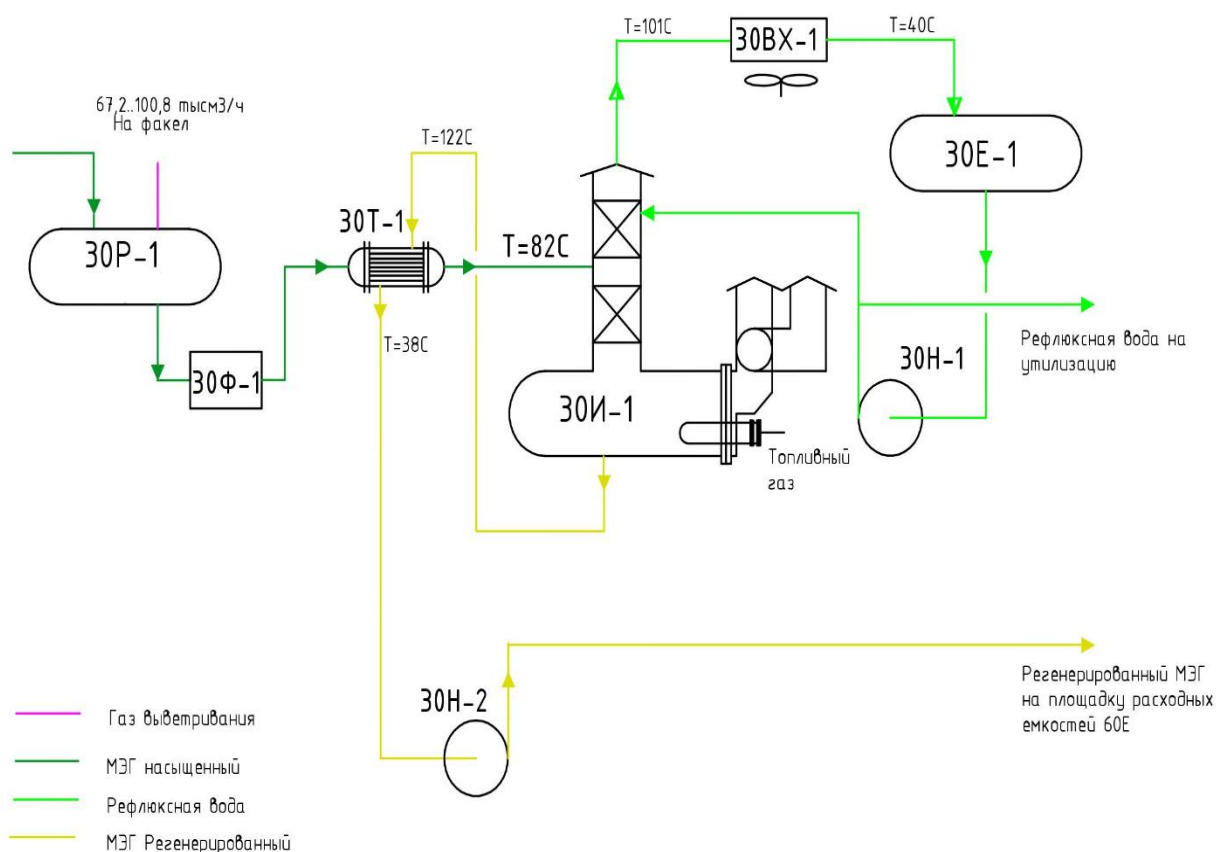 T=101C
30ВХ-1
T=40C
67,2..100,8 тысм3/ч
На факел
T=122C
30Е-1
30Т-1
30Р-1
T=82C
T=38C
30Ф-1
30И-1
30Н-1
Рефлюксная вода на
утилизацию
Топливный
газ
30Н-2
Регенерированный МЭГ
на площадку расходных
емкостей 60Е
Газ выветривания
МЭГ насыщенный
Рефлюксная вода
МЭГ Регенерированный